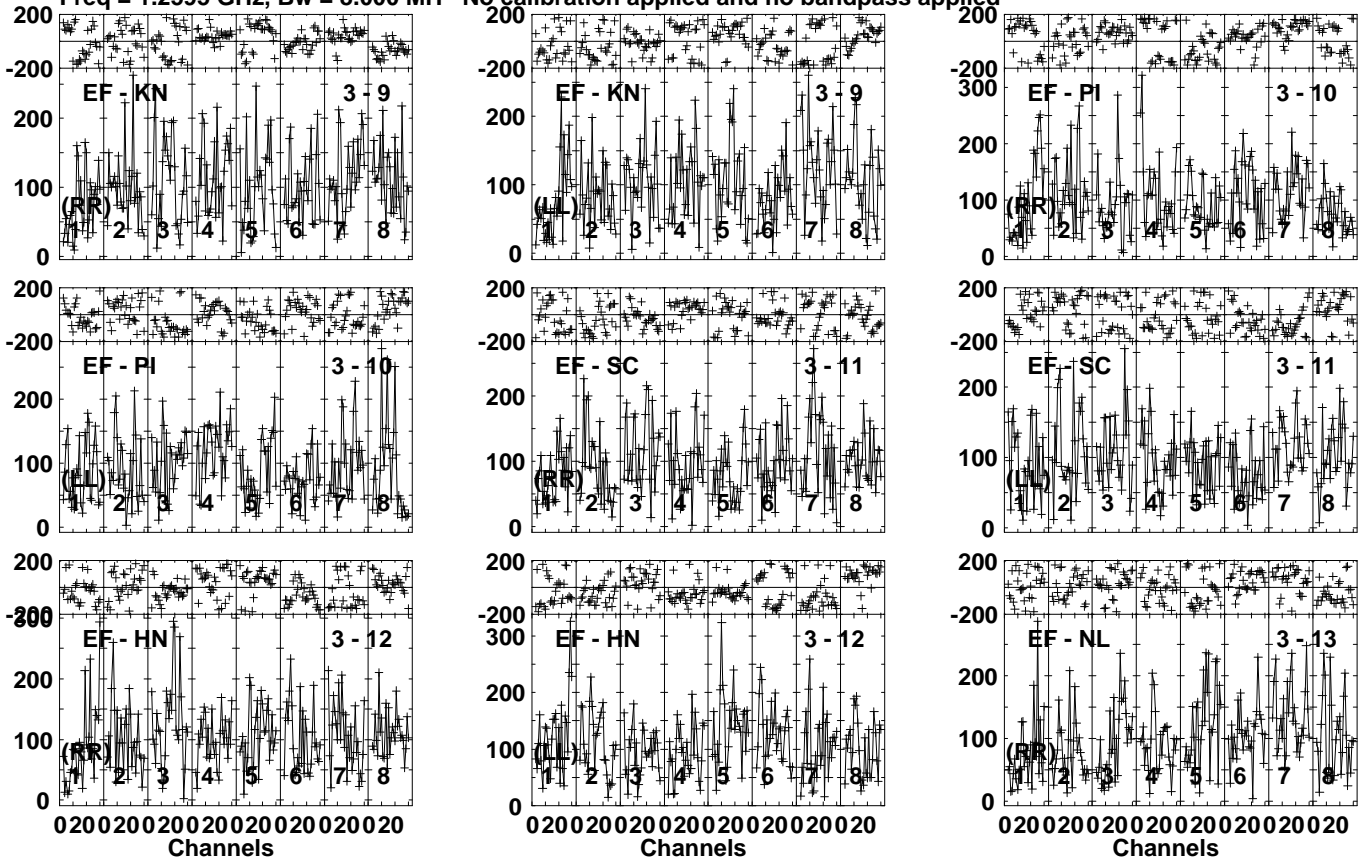 Freq = 1.2595 GHz, Bw = 8.000 MH No calibration applied and no bandpass applied
200 200 200
-200 -200 -200
EF - KN 3 - 9 EF - KN 3 - 9 EF - PI 3 - 10
300
200 200 200
100 100 100
(RR) (LL) (RR)
1 2 3 4 5 6 7 8 1 2 3 4 5 6 7 8 1 2 3 4 5 6 7 8
0 0 0
200 200 200
-200 -200 -200
EF - PI 3 - 10 EF - SC 3 - 11 EF - SC 3 - 11
200 200 200
100 100 100
(LL) (RR) (LL)
1 2 3 4 5 6 7 8 1 2 3 4 5 6 7 8 1 2 3 4 5 6 7 8
0 0 0
200 200 200
-200 -200 -200
300 300
EF - HN 3 - 12 EF - HN 3 - 12 EF - NL 3 - 13
200 200 200
100 100 100
(RR) (LL) (RR)
1 2 3 4 5 6 7 8 1 2 3 4 5 6 7 8 1 2 3 4 5 6 7 8
0 0 0
0 20 0 20 0 20 0 20 0 20 0 20 0 20 0 20 0 20 0 20 0 20 0 20 0 20 0 20 0 20 0 20 0 20 0 20 0 20 0 20 0 20 0 20 0 20 0 20
Channels Channels Channels